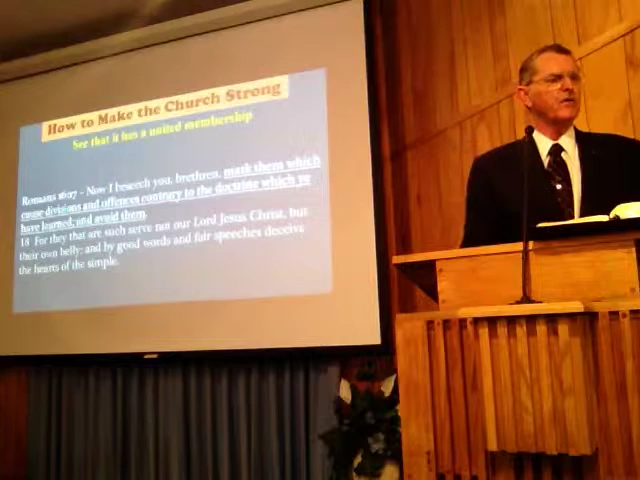 How to Make the Church Strong
See that it has a united membership
Romans 16:17 - Now I beseech you, brethren, mark them which
cause divisions and offences contrary to the doctrine which ye
have learned; and avoid them.
18 For they that are such serve not our Lord Jesus Christ, but
their own belly; and by good words and fair speeches deceive
the hearts of the simple.